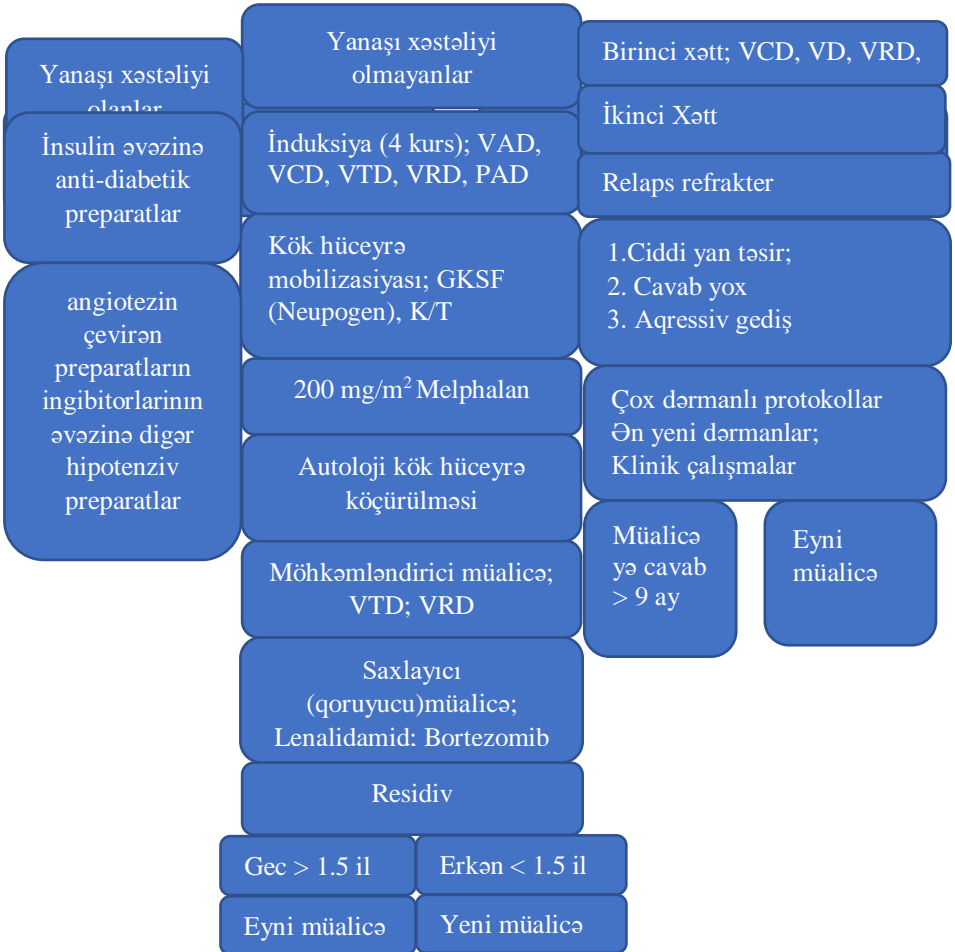 Yanaşı xəstəliyi
olanlar
İnsulin əvəzinə
anti-diabetik
preparatlar
angiotezin
çevirən
preparatların
ingibitorlarinin
əvəzinə digər
hipotenziv
preparatlar
Yanaşı xəstəliyi
olmayanlar
İnduksiya (4 kurs); VAD,
VCD, VTD, VRD, PAD
Kök hüceyrə
mobilizasiyası; GKSF
(Neupogen), K/T
200 mg/m² Melphalan
Autoloji kök hüceyrə
köçürülməsi
Möhkəmləndirici müalicə;
VTD; VRD
Saxlayıcı
(qoruyucu)müalicə;
Lenalidamid: Bortezomib
Residiv
Gec > 1.5 il
Erkən < 1.5 il
Eyni müalicə
Yeni müalicə
Birinci xətt; VCD, VD, VRD,
İkinci Xətt
Relaps refrakter
1.Ciddi yan təsir;
2. Cavab yox
3. Aqressiv gediş
Çox dərmanlı protokollar
Ən yeni dərmanlar;
Klinik çalışmalar
Müalicə
yə cavab
> 9 ay
Eyni
müalicə